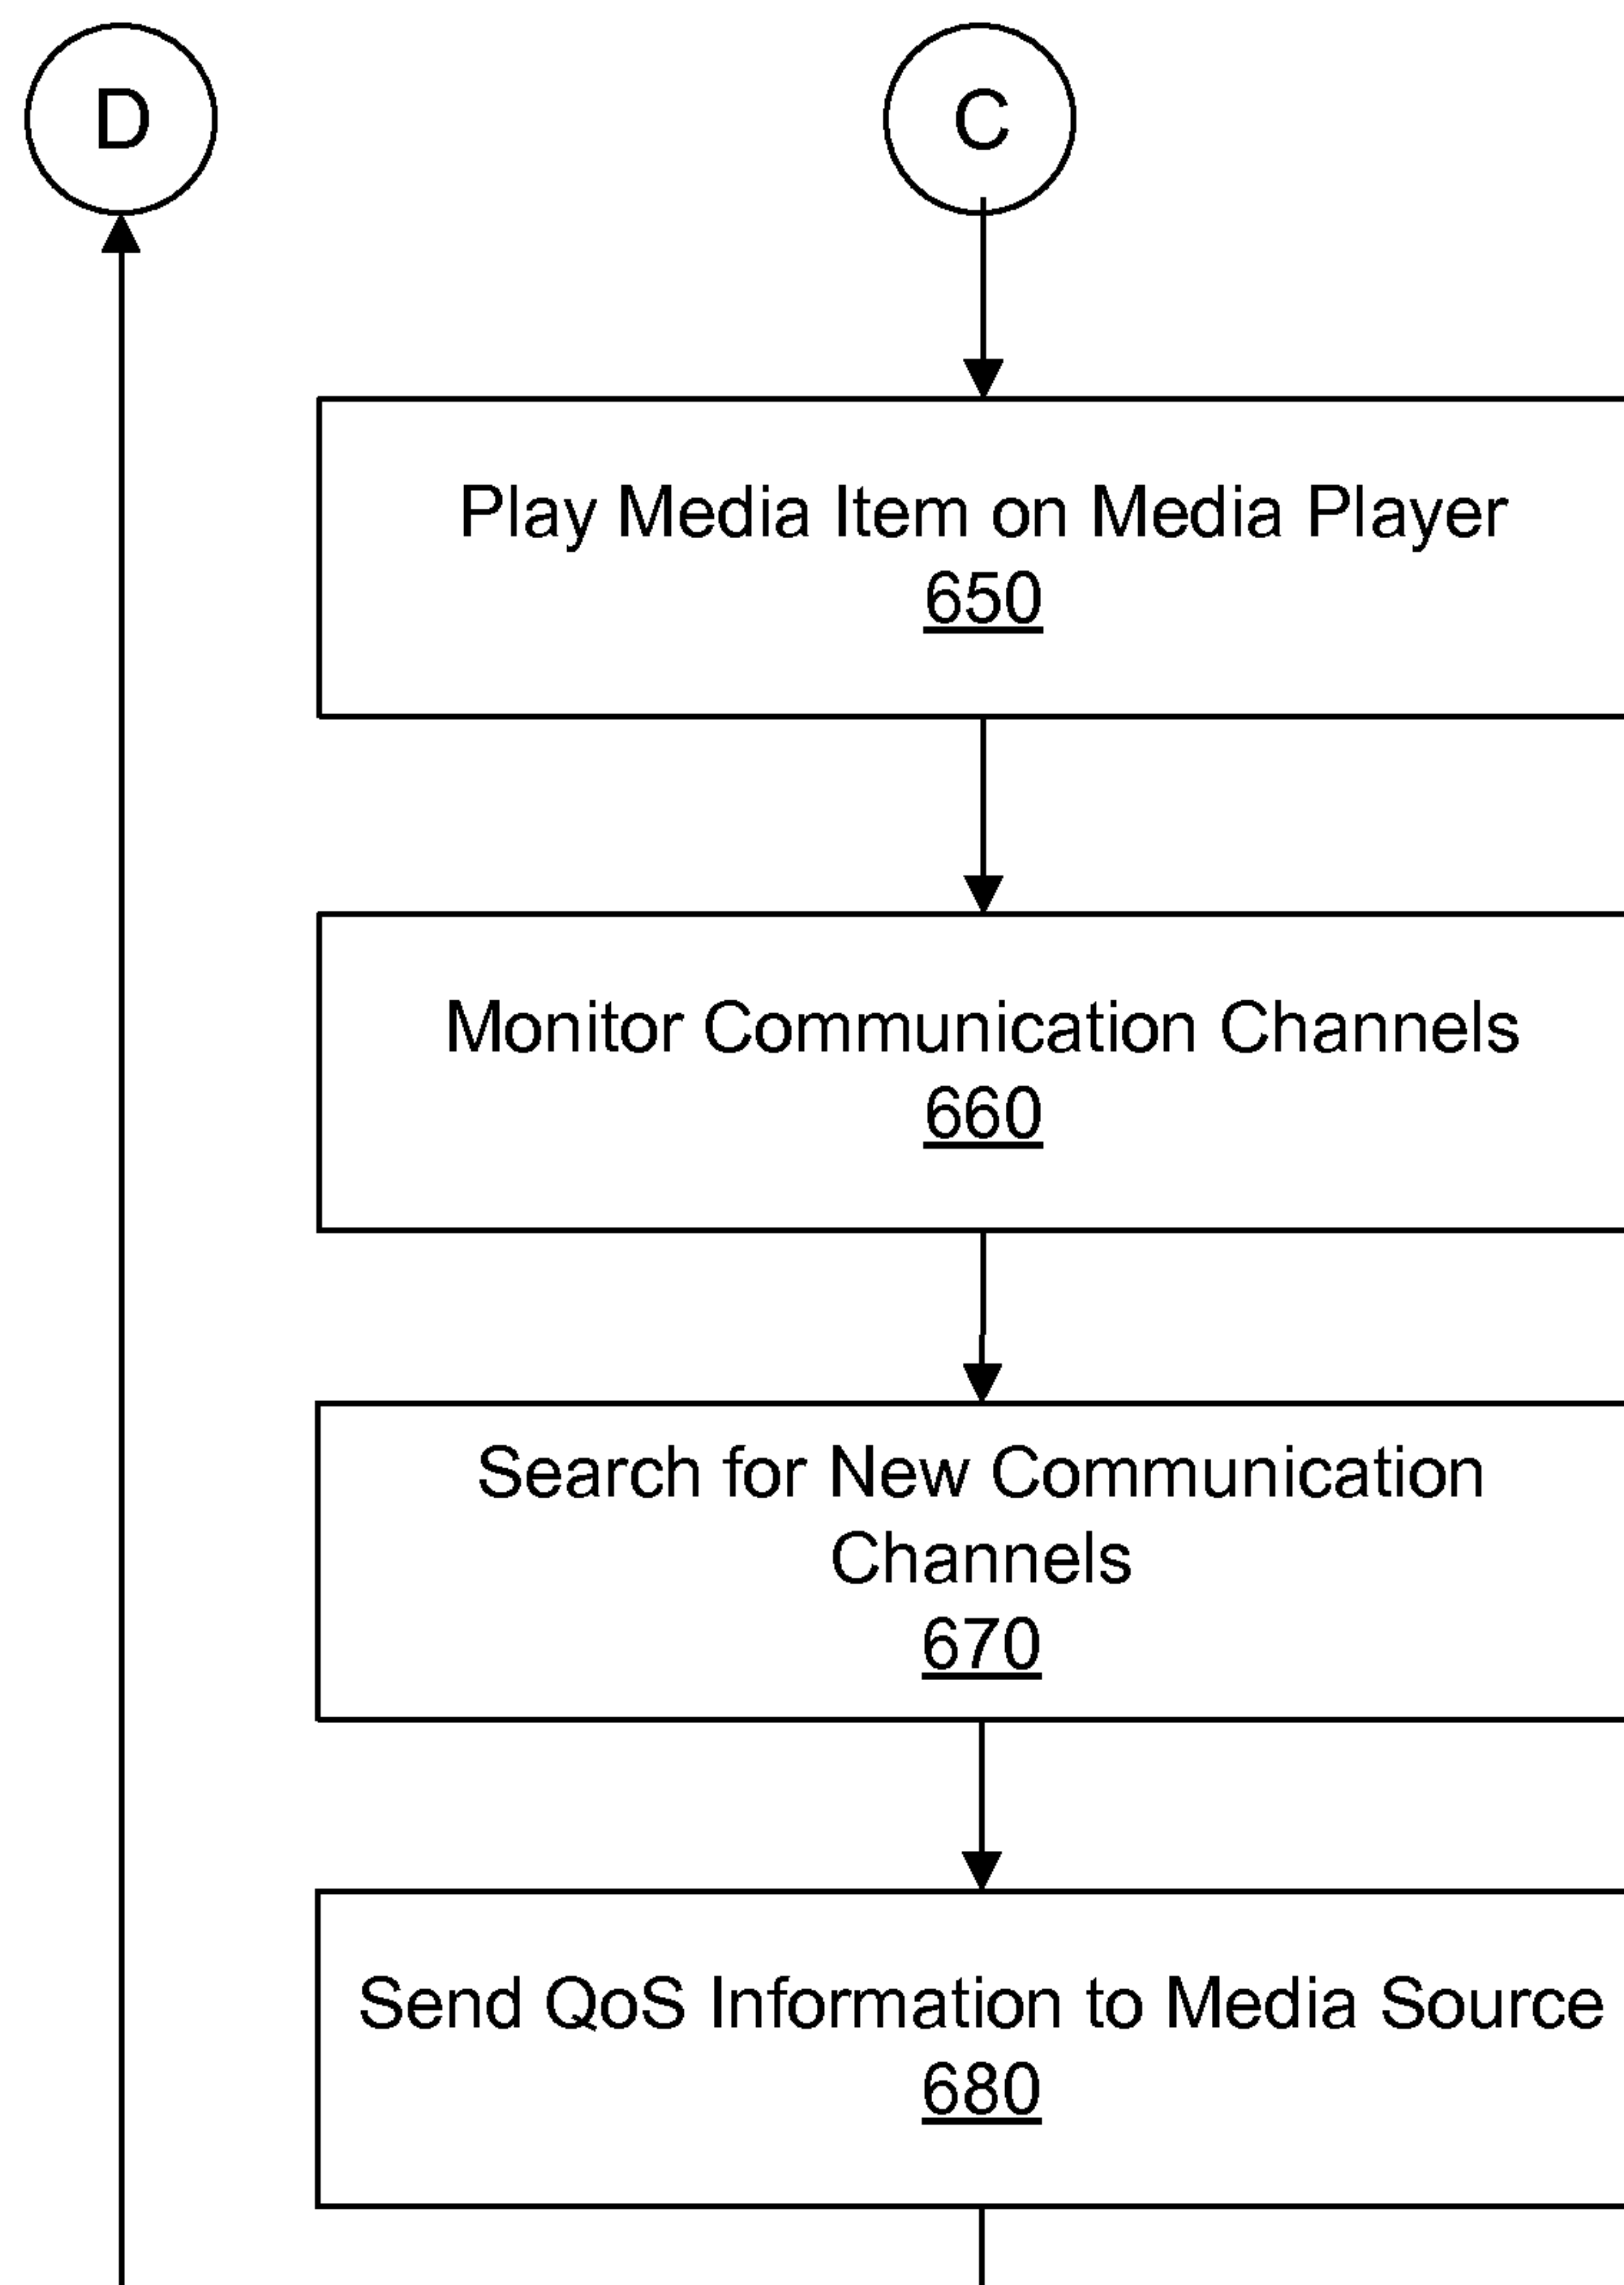 D
C
Play Media Item on Media Player
650
Monitor Communication Channels
660
Search for New Communication
Channels
670
Send QoS Information to Media Source
680